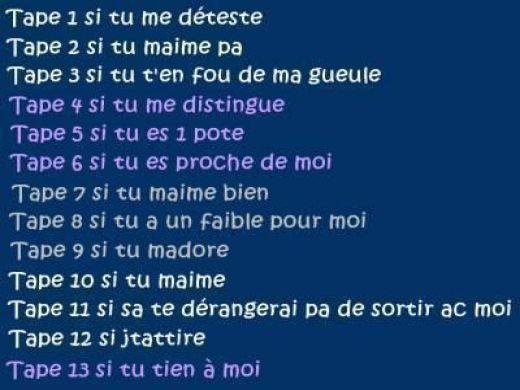 Tape 1 si tu me déteste
Tape 2 si tu maime pa
Tape 3 si tu t'en fou de ma gueule
Tape 4 si tu me distingue
Tape 5 si tu es 1 pote
Tape 6 si tu es proche de moi
Tape 7 si tu maime bien
Tape 8 si tu a un faible pour moi
Tape 9 si tu madore
Tape 10 si tu maime
Tape 11 si sa te dérangerai pa de sortir ac moi
Tape 12 si jtattire
Tape 13 si tu tien à moi